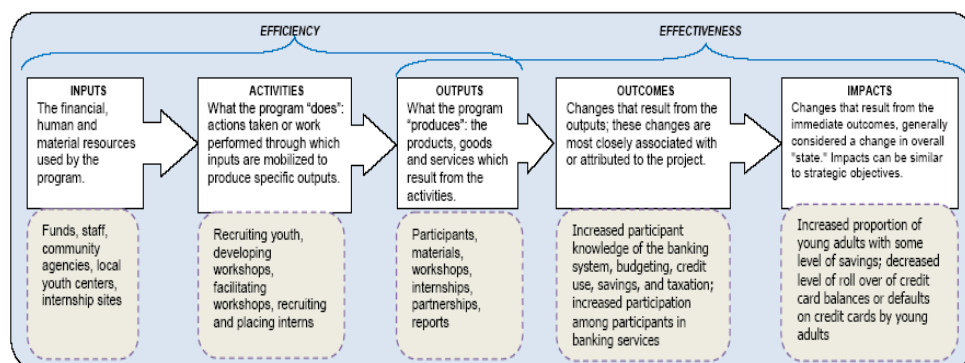 EFFICIENCY
EFFECTIVENESS
INPUTS
The financial,
human and
material resources
used by the
program.
ACTIVITIES
What the program "does":
actions taken or work
performed through which
inputs are mobilized to
produce specific outputs.
OUTPUTS
What the program
"produces": the
products, goods
and services which
result from the
activities.
OUTCOMES
Changes that result from the
outputs; these changes are
most closely associated with
or attributed to the project.
IMPACTS
Changes that result from the
immediate outcomes, generally
considered a change in overall
"state." Impacts can be similar
to strategic objectives.
Funds, staff,
community
agencies, local
youth centers,
internship sites
Recruiting youth,
developing
workshops,
facilitating
workshops, recruiting
and placing interns
Participants,
materials,
workshops,
internships,
partnerships,
reports
Increased participant
knowledge of the banking
system, budgeting, credit
use, savings, and taxation;
increased participation
among participants in
banking services
Increased proportion of
young adults with some
level of savings; decreased
level of roll over of credit
card balances or defaults
on credit cards by young
adults